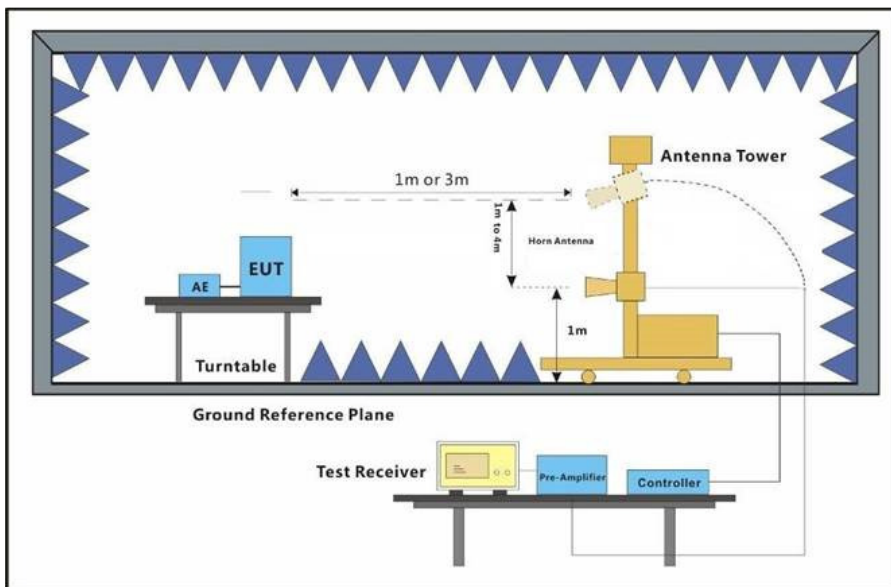 Antenna Tower
1m or 3m
1m to 4m
Horn Antenna
EUT
AE
1m
Turntable
Ground Reference Plane
Test Receiver
Pre-Amplifier
Controller